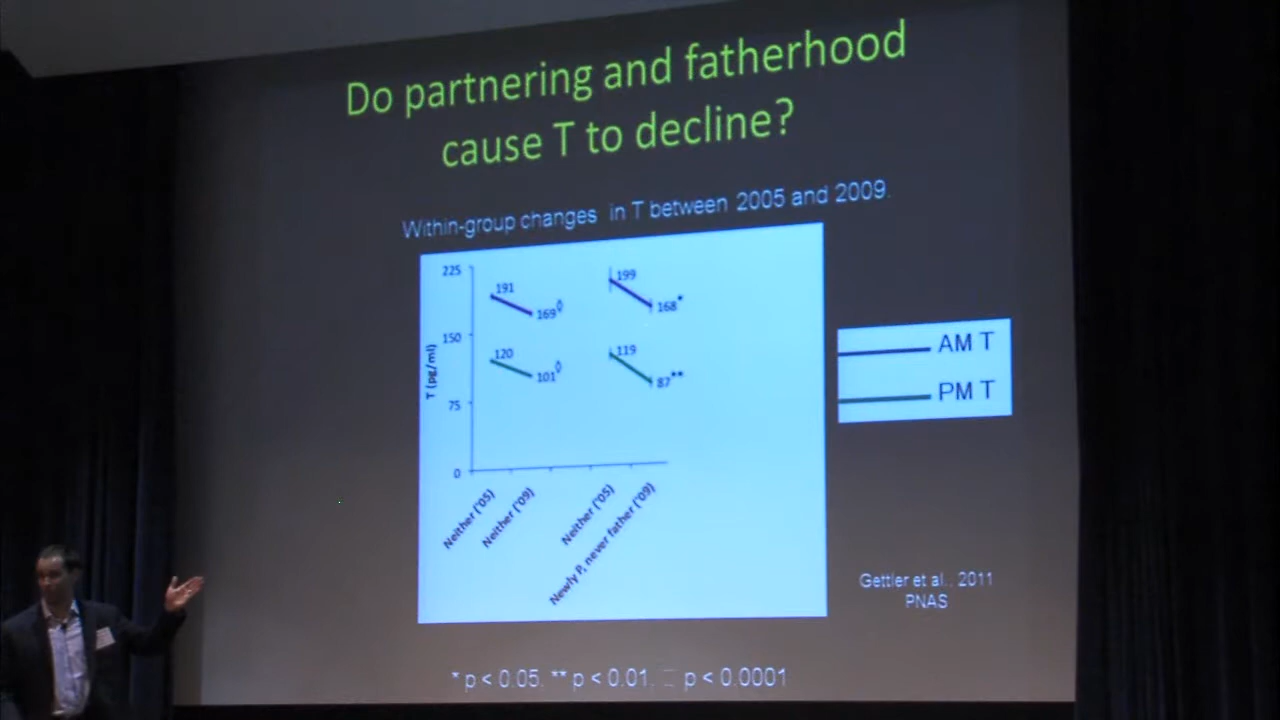 Do partnering and fatherhood
cause T to decline?
Within-group changes in T between 2005 and 2009.
225
150
75
0
T (pg/ml)
191
169◊
120
101◊
199
168*
119
87**
Neither ('05)
Neither ('09)
Neither ('05)
Newly P, never father ('09)
AM T
PM T
Gettler et al., 2011
PNAS
* p < 0.05. ** p < 0.01. □ p < 0.0001